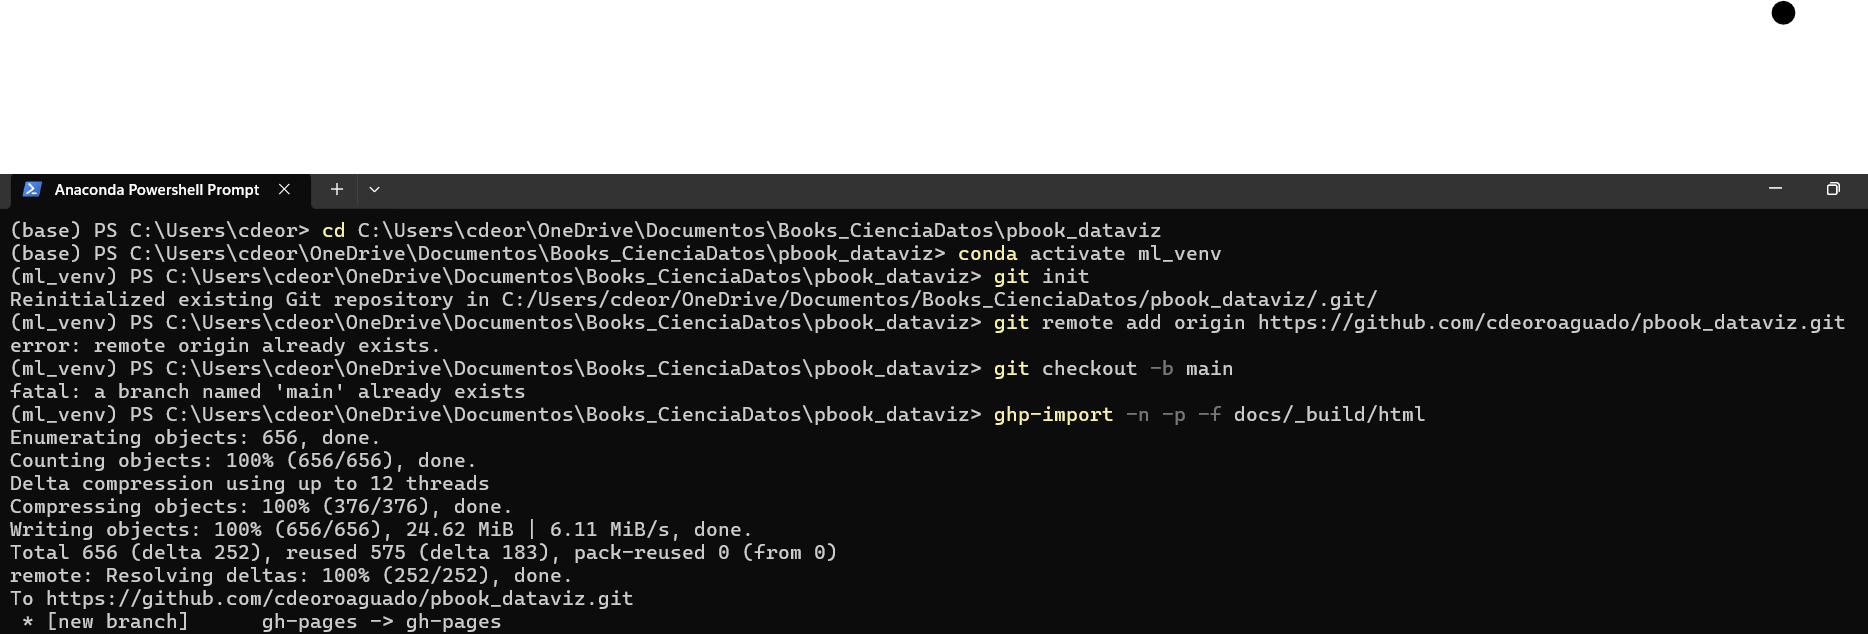 Anaconda Powershell Prompt
(base) PS C:\Users\cdeor> cd C:\Users\cdeor\OneDrive\Documentos\Books_CienciaDatos\pbook_dataviz
(base) PS C:\Users\cdeor\OneDrive\Documentos\Books_CienciaDatos\pbook_dataviz> conda activate ml_venv
(ml_venv) PS C:\Users\cdeor\OneDrive\Documentos\Books_CienciaDatos\pbook_dataviz> git init
Reinitialized existing Git repository in C:/Users/cdeor/OneDrive/Documentos/Books_CienciaDatos/pbook_dataviz/.git/
(ml_venv) PS C:\Users\cdeor\OneDrive\Documentos\Books_CienciaDatos\pbook_dataviz> git remote add origin https://github.com/cdeoroaguado/pbook_dataviz.git
error: remote origin already exists.
(ml_venv) PS C:\Users\cdeor\OneDrive\Documentos\Books_CienciaDatos\pbook_dataviz> git checkout -b main
fatal: a branch named 'main' already exists
(ml_venv) PS C:\Users\cdeor\OneDrive\Documentos\Books_CienciaDatos\pbook_dataviz> ghp-import -n -p -f docs/_build/html
Enumerating objects: 656, done.
Counting objects: 100% (656/656), done.
Delta compression using up to 12 threads
Compressing objects: 100% (376/376), done.
Writing objects: 100% (656/656), 24.62 MiB | 6.11 MiB/s, done.
Total 656 (delta 252), reused 575 (delta 183), pack-reused 0 (from 0)
remote: Resolving deltas: 100% (252/252), done.
To https://github.com/cdeoroaguado/pbook_dataviz.git
 * [new branch]      gh-pages -> gh-pages